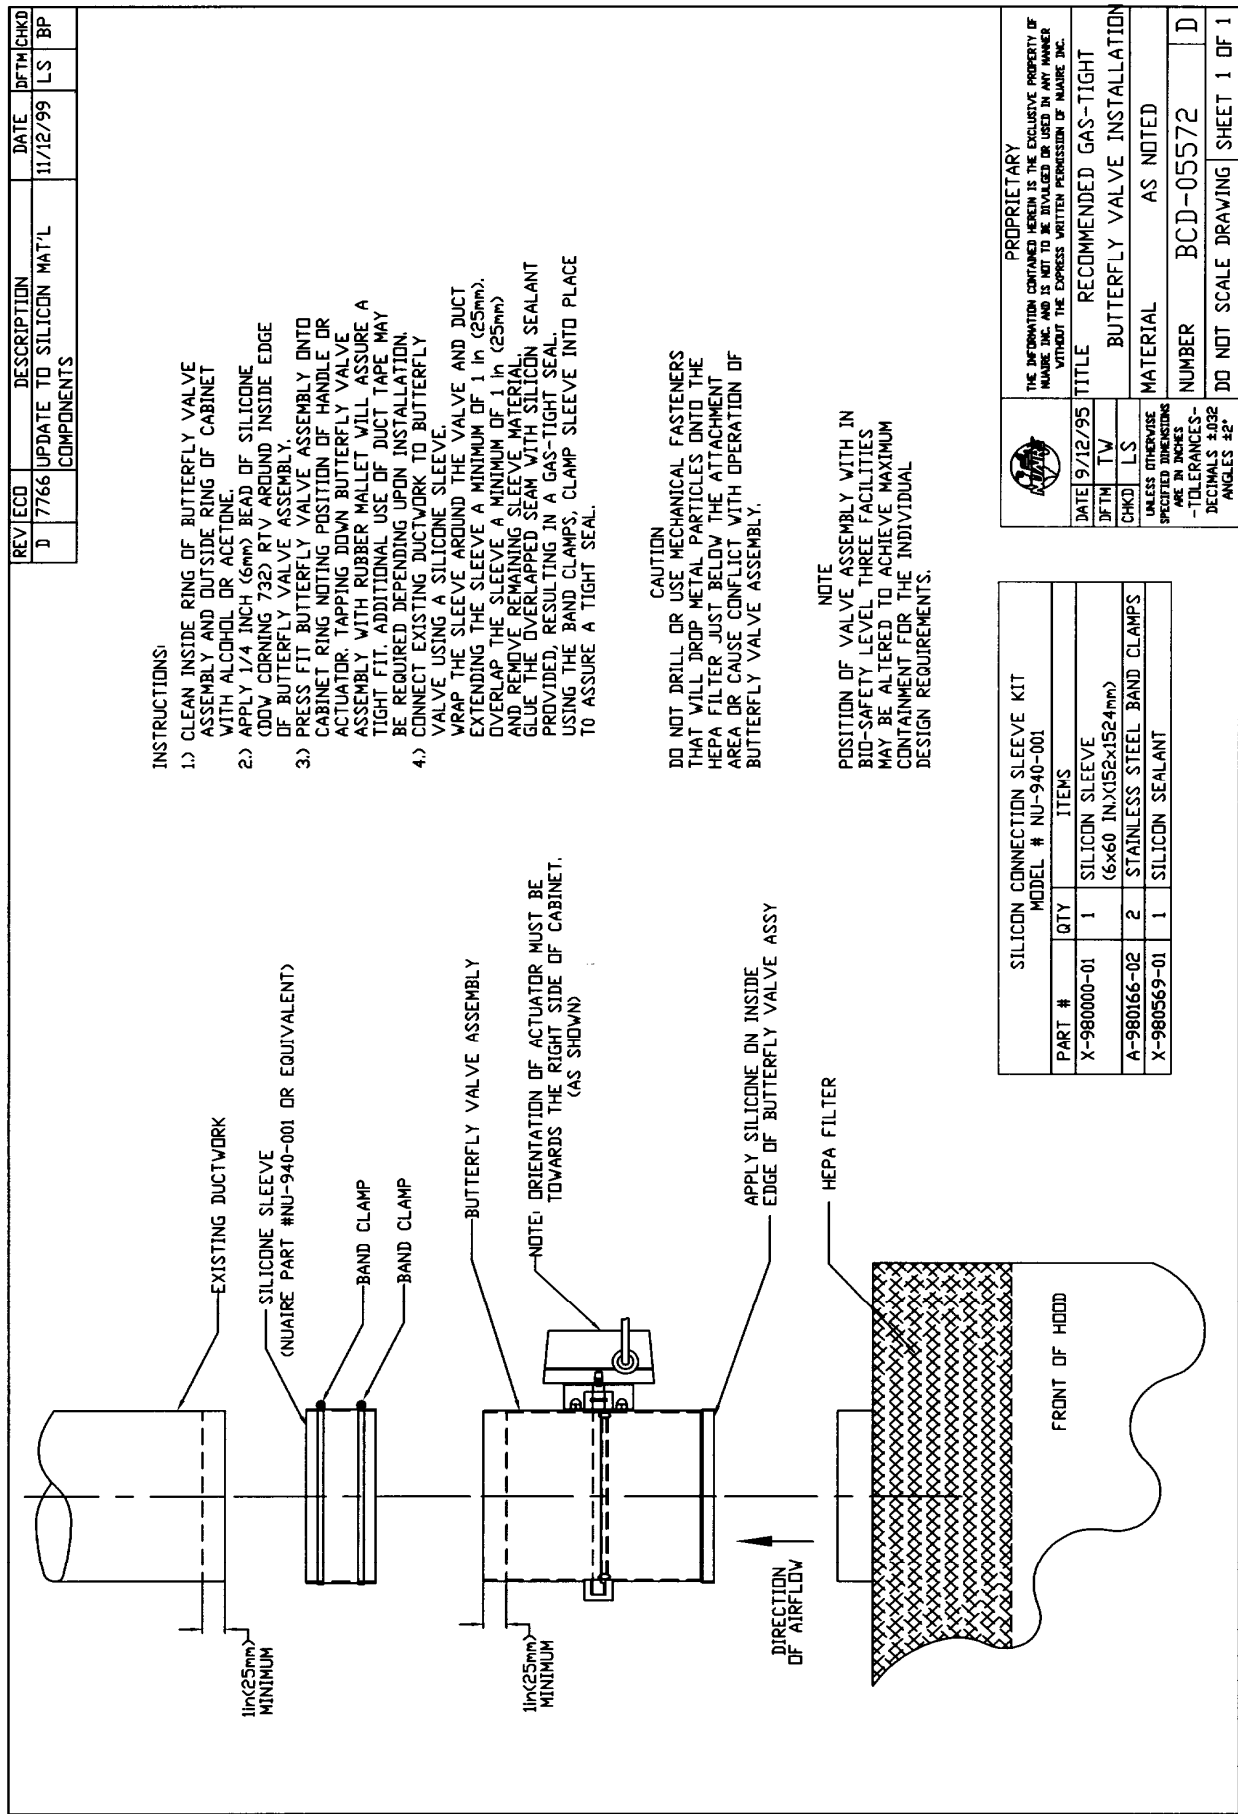 REV ECO DESCRIPTION DATE DFTM CHKD
D 7766 UPDATE TO SILICON MAT'L 11/12/99 LS BP
COMPONENTS
EXISTING DUCTWORK
SILICONE SLEEVE
(NUAIRE PART #NU-940-001 OR EQUIVALENT)
BAND CLAMP
BAND CLAMP
BUTTERFLY VALVE ASSEMBLY
NOTE: ORIENTATION OF ACTUATOR MUST BE
TOWARDS THE RIGHT SIDE OF CABINET.
(AS SHOWN)
APPLY SILICONE ON INSIDE
EDGE OF BUTTERFLY VALVE ASSY
HEPA FILTER
FRONT OF HOOD
1in(25mm)
MINIMUM
1in(25mm)
MINIMUM
DIRECTION
OF AIRFLOW
INSTRUCTIONS:
1.) CLEAN INSIDE RING OF BUTTERFLY VALVE
ASSEMBLY AND OUTSIDE RING OF CABINET
WITH ALCOHOL OR ACETONE.
2.) APPLY 1/4 INCH (6mm) BEAD OF SILICONE
(DOW CORNING 732) RTV AROUND INSIDE EDGE
OF BUTTERFLY VALVE ASSEMBLY.
3.) PRESS FIT BUTTERFLY VALVE ASSEMBLY ONTO
CABINET RING NOTING POSITION OF HANDLE OR
ACTUATOR. TAPPING DOWN BUTTERFLY VALVE
ASSEMBLY WITH RUBBER MALLET WILL ASSURE A
TIGHT FIT. ADDITIONAL USE OF DUCT TAPE MAY
BE REQUIRED DEPENDING UPON INSTALLATION.
4.) CONNECT EXISTING DUCTWORK TO BUTTERFLY
VALVE USING A SILICONE SLEEVE.
WRAP THE SLEEVE AROUND THE VALVE AND DUCT
EXTENDING THE SLEEVE A MINIMUM OF 1 in (25mm).
OVERLAP THE SLEEVE A MINIMUM OF 1 in (25mm)
AND REMOVE REMAINING SLEEVE MATERIAL.
GLUE THE OVERLAPPED SEAM WITH SILICON SEALANT
PROVIDED, RESULTING IN A GAS-TIGHT SEAL.
USING THE BAND CLAMPS, CLAMP SLEEVE INTO PLACE
TO ASSURE A TIGHT SEAL.
CAUTION
DO NOT DRILL OR USE MECHANICAL FASTENERS
THAT WILL DROP METAL PARTICLES ONTO THE
HEPA FILTER JUST BELOW THE ATTACHMENT
AREA OR CAUSE CONFLICT WITH OPERATION OF
BUTTERFLY VALVE ASSEMBLY.
NOTE
POSITION OF VALVE ASSEMBLY WITH IN
BIO-SAFETY LEVEL THREE FACILITIES
MAY BE ALTERED TO ACHIEVE MAXIMUM
CONTAINMENT FOR THE INDIVIDUAL
DESIGN REQUIREMENTS.
SILICON CONNECTION SLEEVE KIT
MODEL # NU-940-001
PART # QTY ITEMS
X-980000-01 1 SILICON SLEEVE
(6x60 IN.)(152x1524mm)
A-980166-02 2 STAINLESS STEEL BAND CLAMPS
X-980569-01 1 SILICON SEALANT
NUAIRE
PROPRIETARY
THE INFORMATION CONTAINED HEREIN IS THE EXCLUSIVE PROPERTY OF
NUAIRE INC. AND IS NOT TO BE DIVULGED OR USED IN ANY MANNER
WITHOUT THE EXPRESS WRITTEN PERMISSION OF NUAIRE INC.
DATE 9/12/95
DFTM TW
CHKD LS
TITLE RECOMMENDED GAS-TIGHT
BUTTERFLY VALVE INSTALLATION
UNLESS OTHERWISE
SPECIFIED DIMENSIONS
ARE IN INCHES
-TOLERANCES-
DECIMALS ±.032
ANGLES ±2°
MATERIAL AS NOTED
NUMBER BCD-05572 D
DO NOT SCALE DRAWING SHEET 1 OF 1